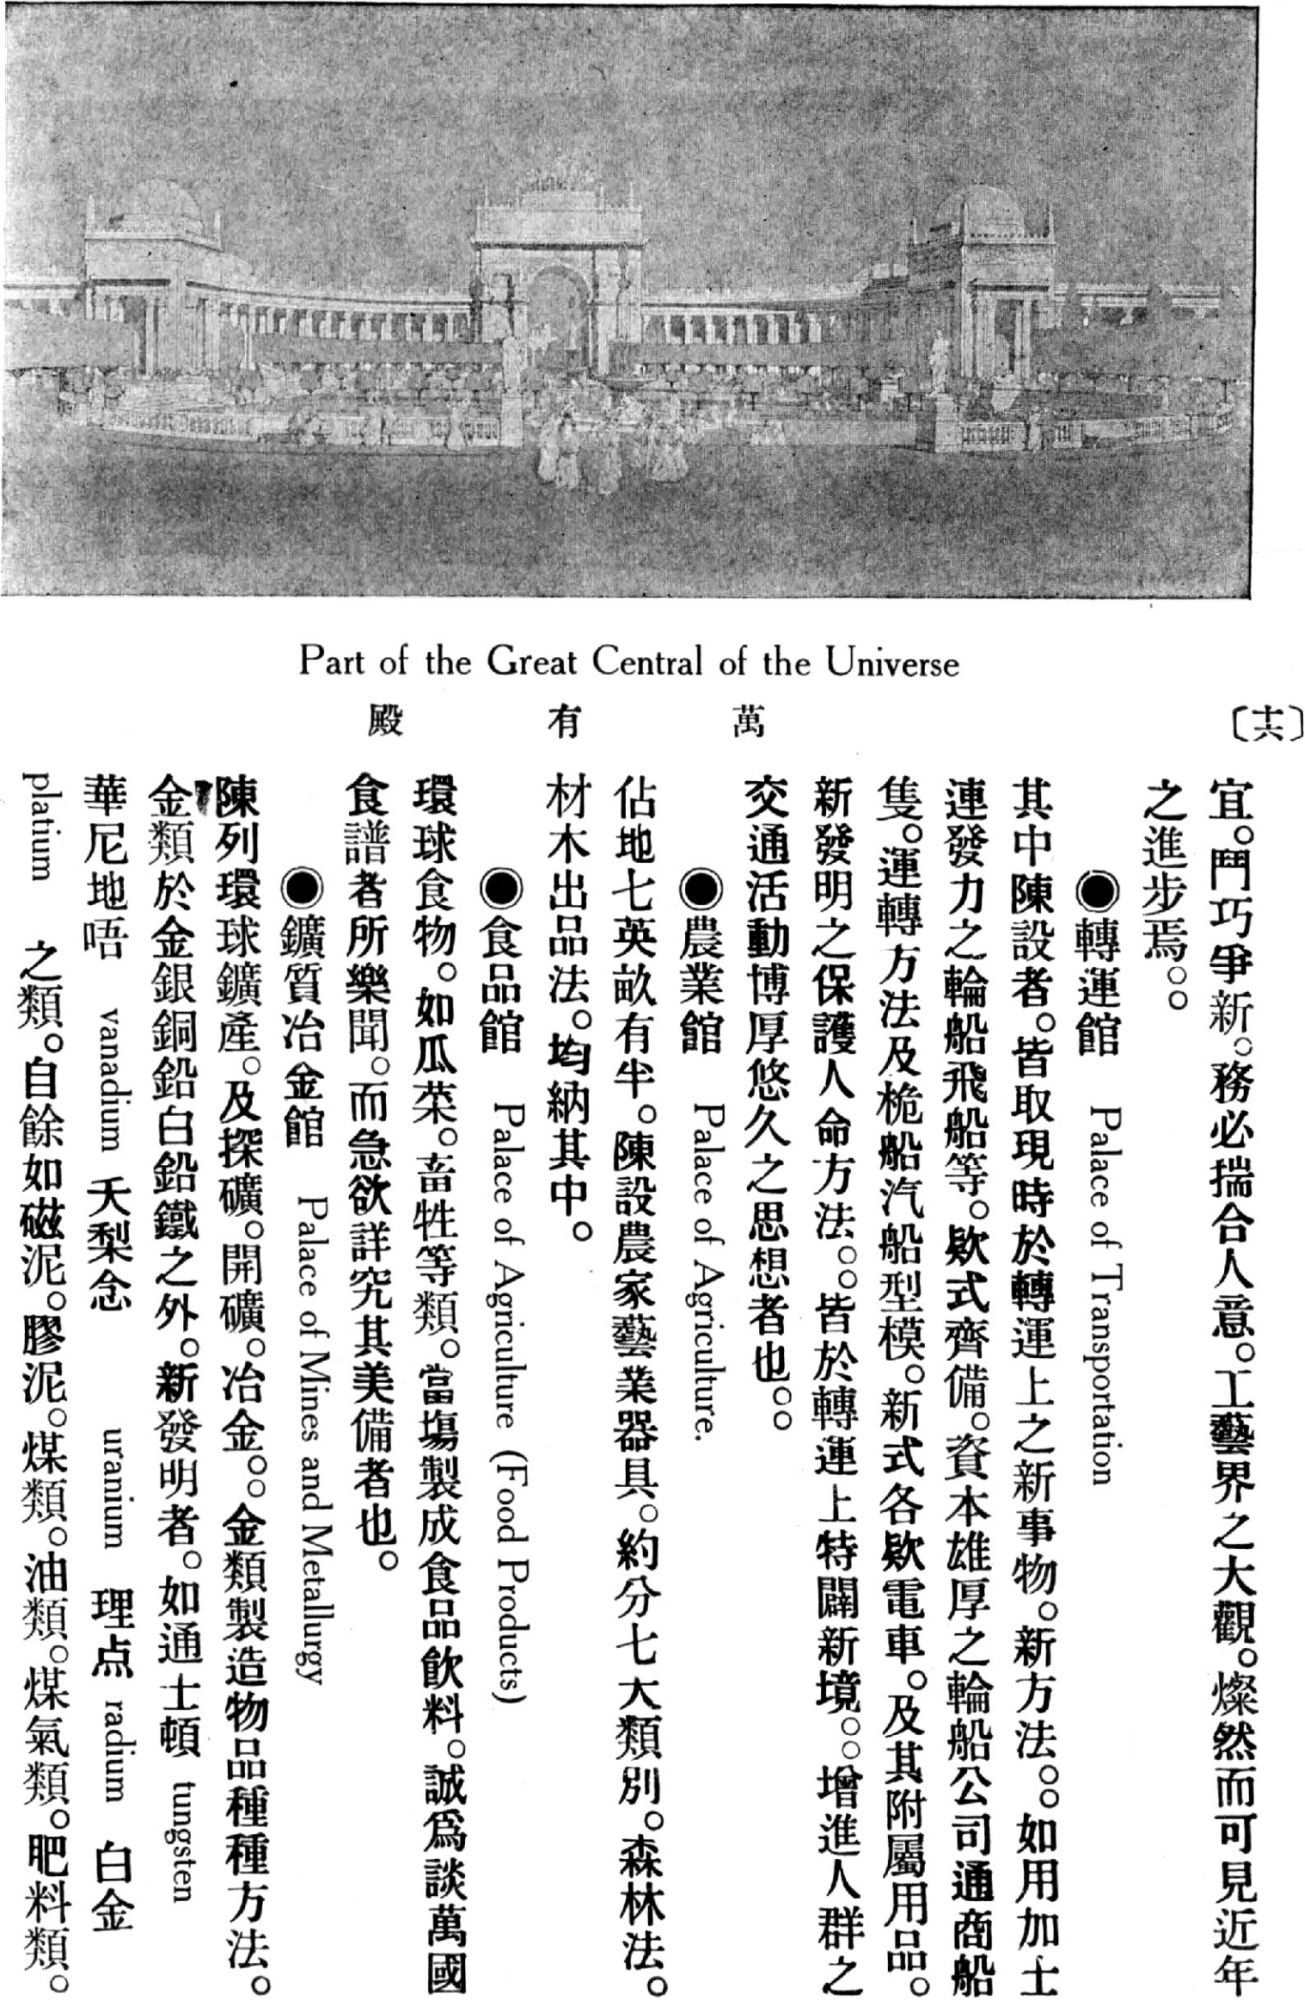 Part of the Great Central of the Universe
殿有萬
〔十六〕
宜。鬥巧爭新。務必揣合人意。工藝界之大觀。燦然而可見近年
之進步焉。。
◉轉運館 Palace of Transportation
其中陳設者。皆取現時於轉運上之新事物。新方法。。如用加士
連發力之輪船飛船等。欵式齊備。資本雄厚之輪船公司通商船
隻。運轉方法及桅船汽船型模。新式各欵電車。及其附屬用品。
新發明之保護人命方法。。皆於轉運上特闢新境。。增進人群之
交通活動博厚悠久之思想者也。。
◉農業館 Palace of Agriculture.
佔地七英畝有半。陳設農家藝業器具。約分七大類別。森林法。
材木出品法。均納其中。
◉食品館 Palace of Agriculture (Food Products)
環球食物。如瓜菜。畜牲等類。當塲製成食品飲料。誠爲談萬國
食譜者所樂聞。而急欲詳究其美備者也。
◉鑛質冶金館 Palace of Mines and Metallurgy
陳列環球鑛產。及探礦。開礦。冶金。。金類製造物品種種方法。
金類於金銀銅鉛白鉛鐵之外。新發明者。如通士頓 tungsten
華尼地唔 vanadium 天梨念 uranium 理点 radium 白金
platium 之類。自餘如磁泥。膠泥。煤類。油類。煤氣類。肥料類。